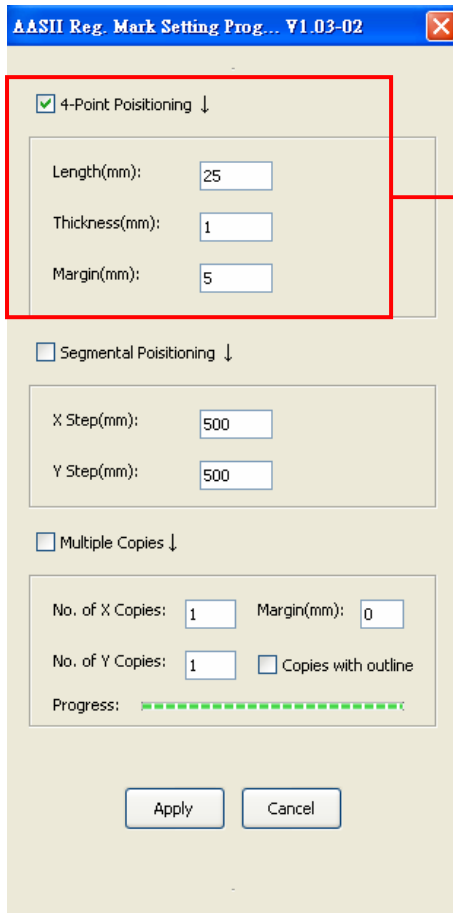 AASII Reg. Mark Setting Prog... V1.03-02
4-Point Poisitioning ↓
Length(mm): 25
Thickness(mm): 1
Margin(mm): 5
Segmental Poisitioning ↓
X Step(mm): 500
Y Step(mm): 500
Multiple Copies ↓
No. of X Copies: 1 Margin(mm): 0
No. of Y Copies: 1 Copies with outline
Progress:
Apply Cancel